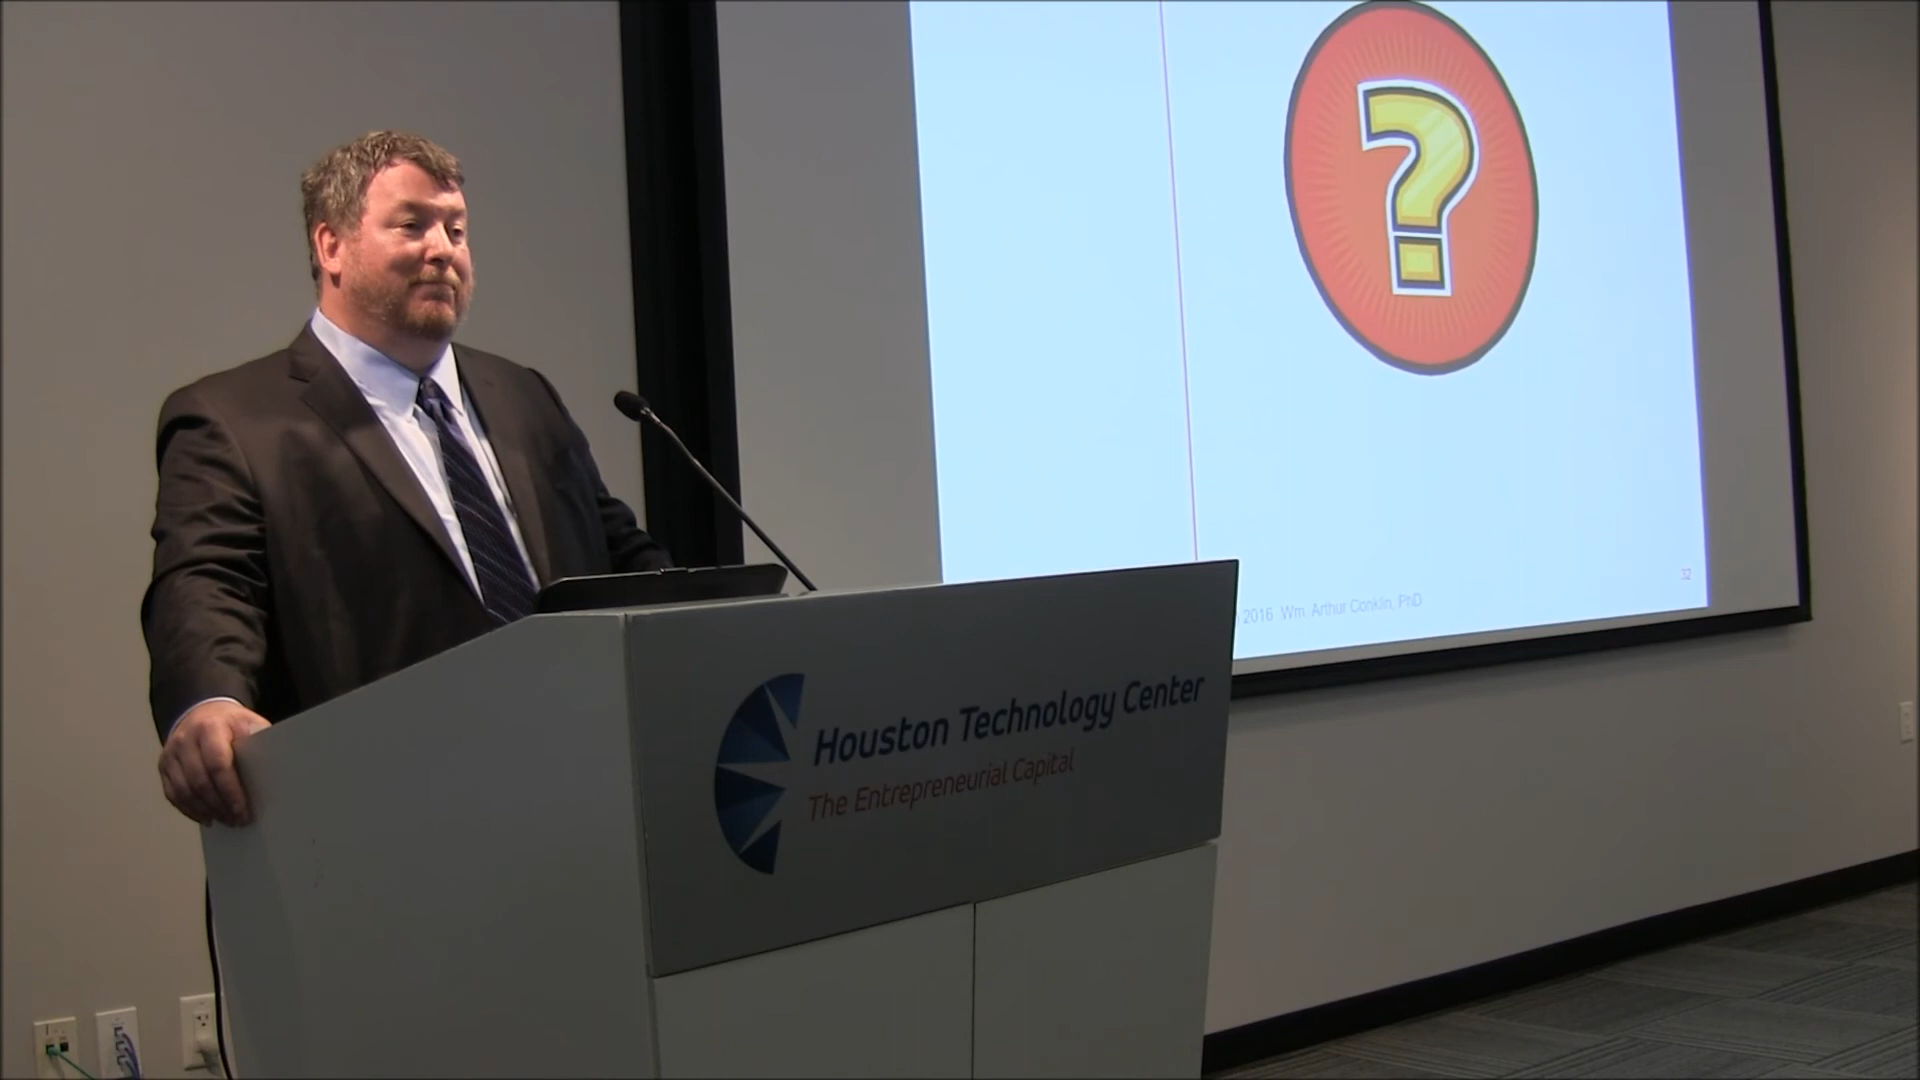 ?
32
2016 Wm. Arthur Conklin, PhD
Houston Technology Center
The Entrepreneurial Capital